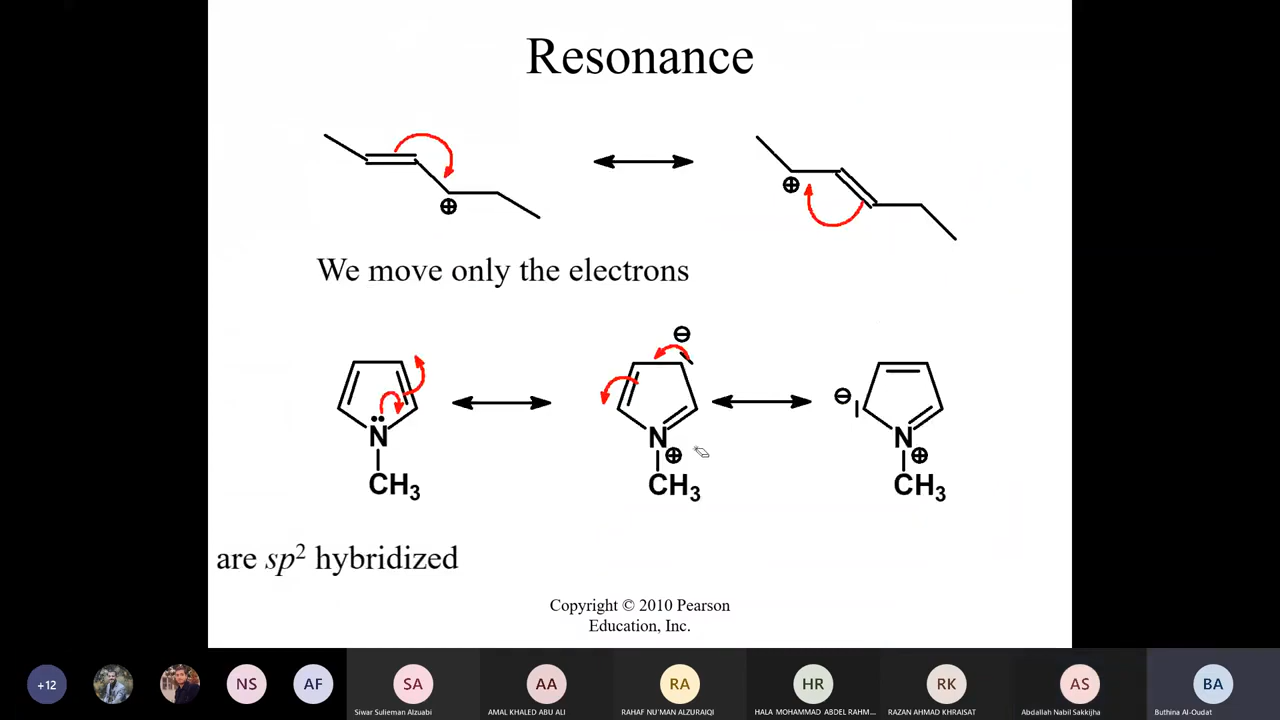 Resonance
⊕
⊕
We move only the electrons
⊖
⊖
N
N
⊕
N
⊕
CH3
CH3
CH3
are sp2 hybridized
Copyright © 2010 Pearson
Education, Inc.
+12
NS
AF
SA
AA
RA
HR
RK
AS
BA
Siwar Sulieman Alzuabi
AMAL KHALED ABU ALI
RAHAF NU'MAN ALZURAIQI
HALA MOHAMMAD ABDEL RAHM...
RAZAN AHMAD KHRAISAT
Abdallah Nabil Sakkijha
Buthina Al-Oudat